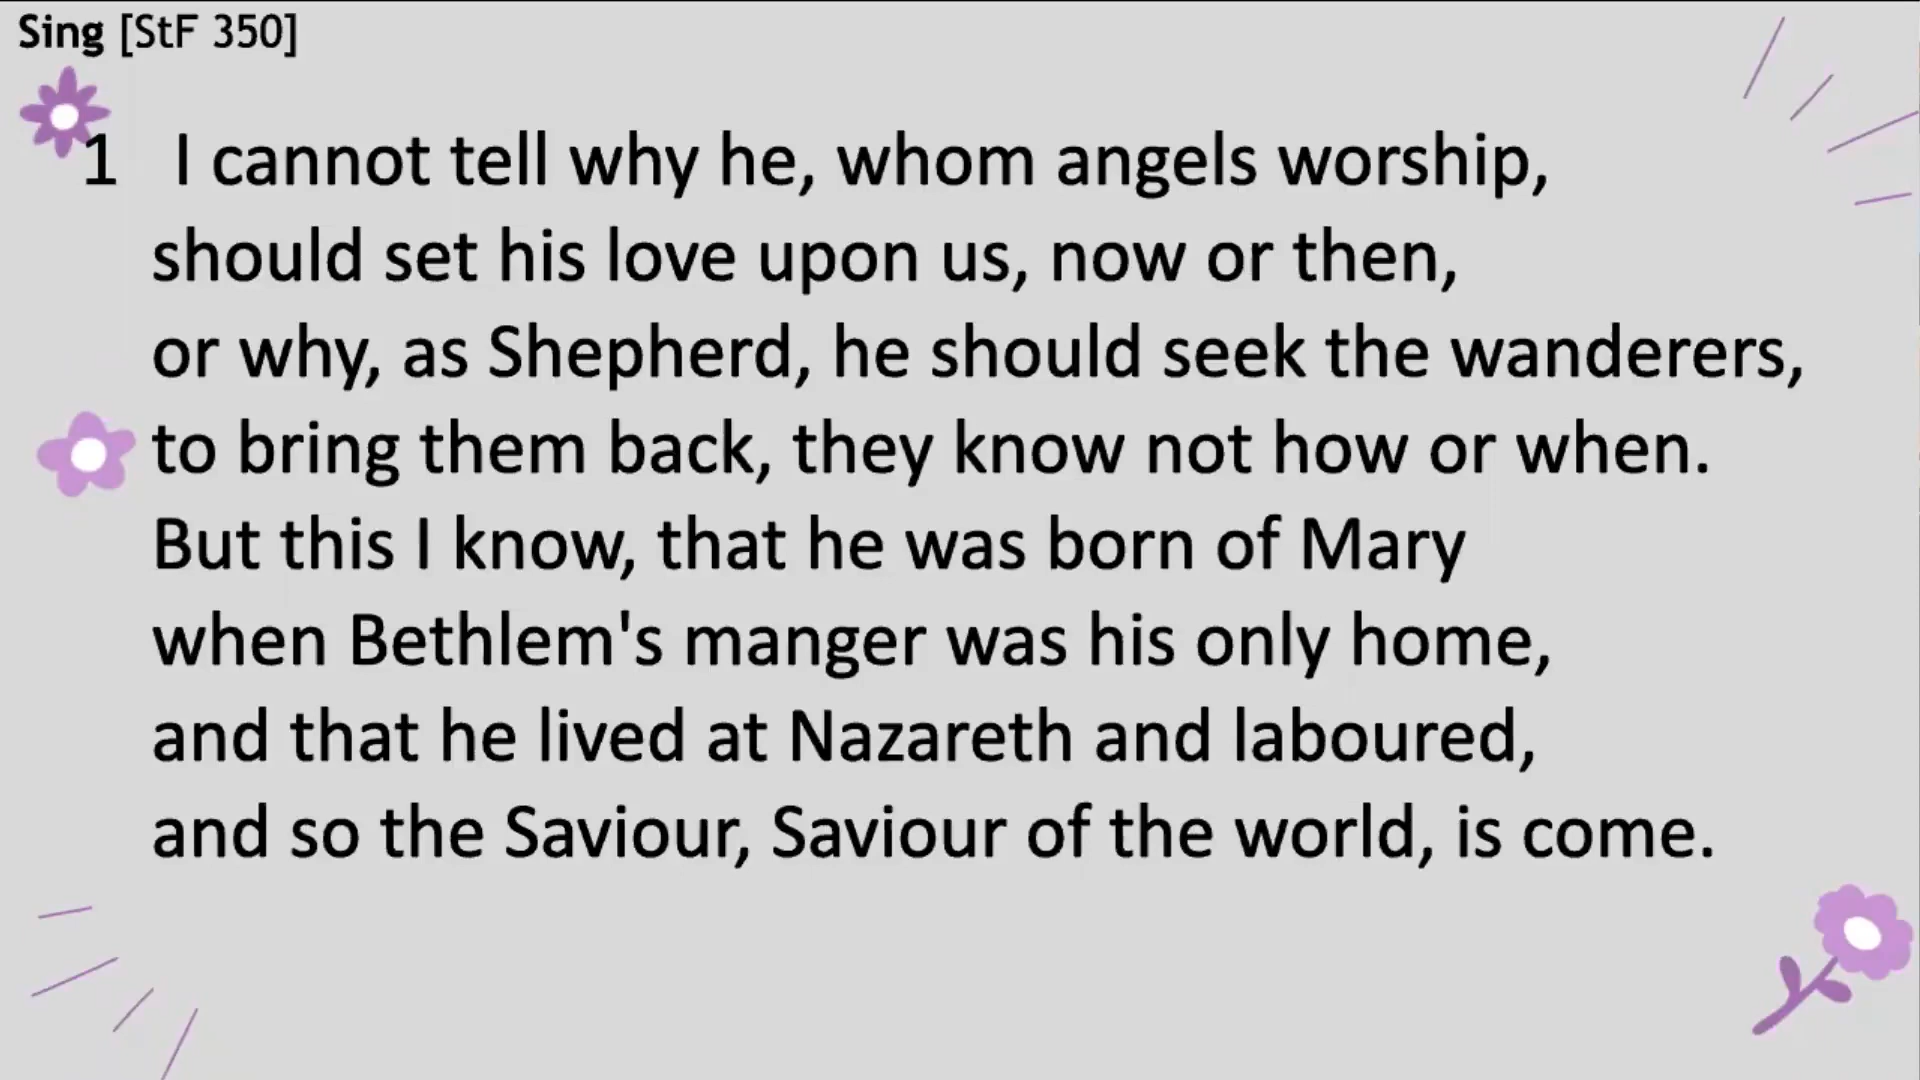 Sing [StF 350]
1 I cannot tell why he, whom angels worship,
should set his love upon us, now or then,
or why, as Shepherd, he should seek the wanderers,
to bring them back, they know not how or when.
But this I know, that he was born of Mary
when Bethlem's manger was his only home,
and that he lived at Nazareth and laboured,
and so the Saviour, Saviour of the world, is come.